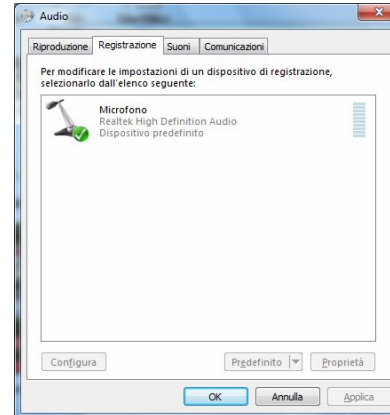 Audio
Riproduzione Registrazione Suoni Comunicazioni
Per modificare le impostazioni di un dispositivo di registrazione,
selezionarlo dall'elenco seguente:
Microfono
Realtek High Definition Audio
Dispositivo predefinito
Configura Predefinito Proprietà
OK Annulla Applica